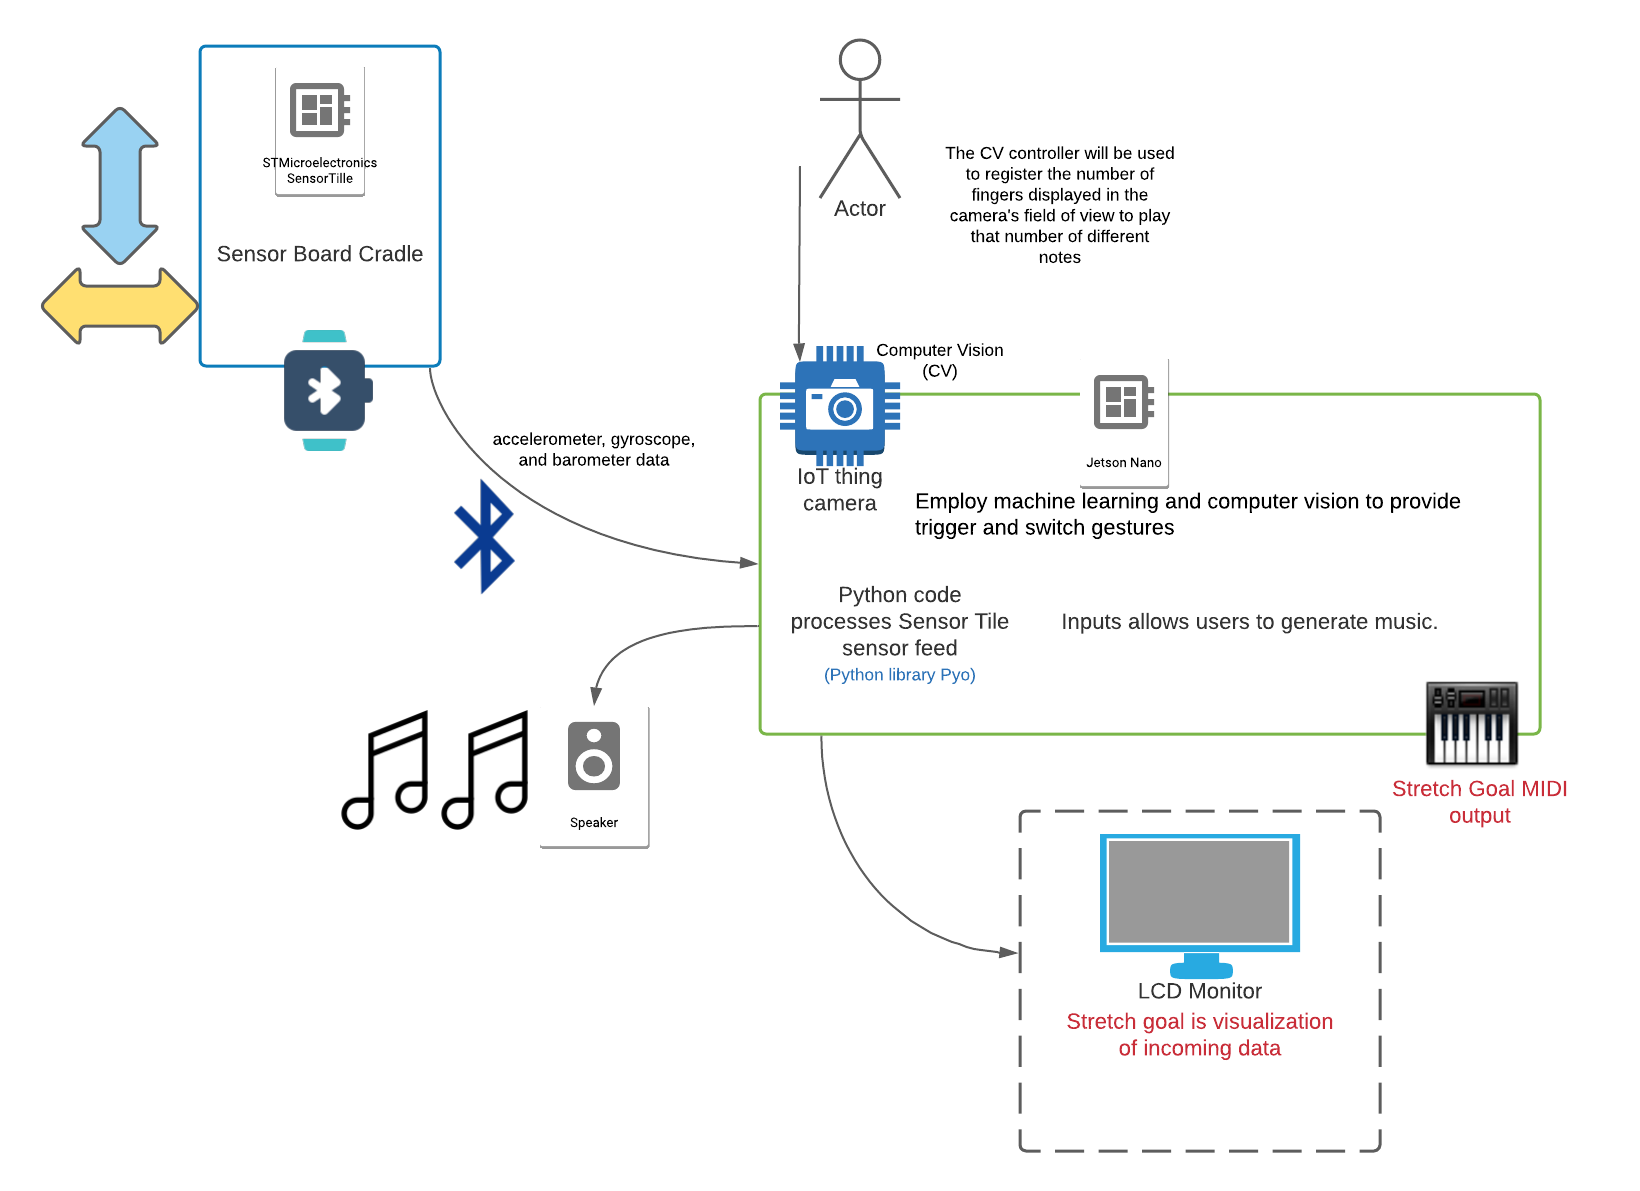 STMicroelectronics
SensorTille
Sensor Board Cradle
Actor
The CV controller will be used
to register the number of
fingers displayed in the
camera's field of view to play
that number of different
notes
Computer Vision
(CV)
accelerometer, gyroscope,
and barometer data
IoT thing
camera
Jetson Nano
Employ machine learning and computer vision to provide
trigger and switch gestures
Python code
processes Sensor Tile
sensor feed
(Python library Pyo)
Inputs allows users to generate music.
Speaker
Stretch Goal MIDI
output
LCD Monitor
Stretch goal is visualization
of incoming data